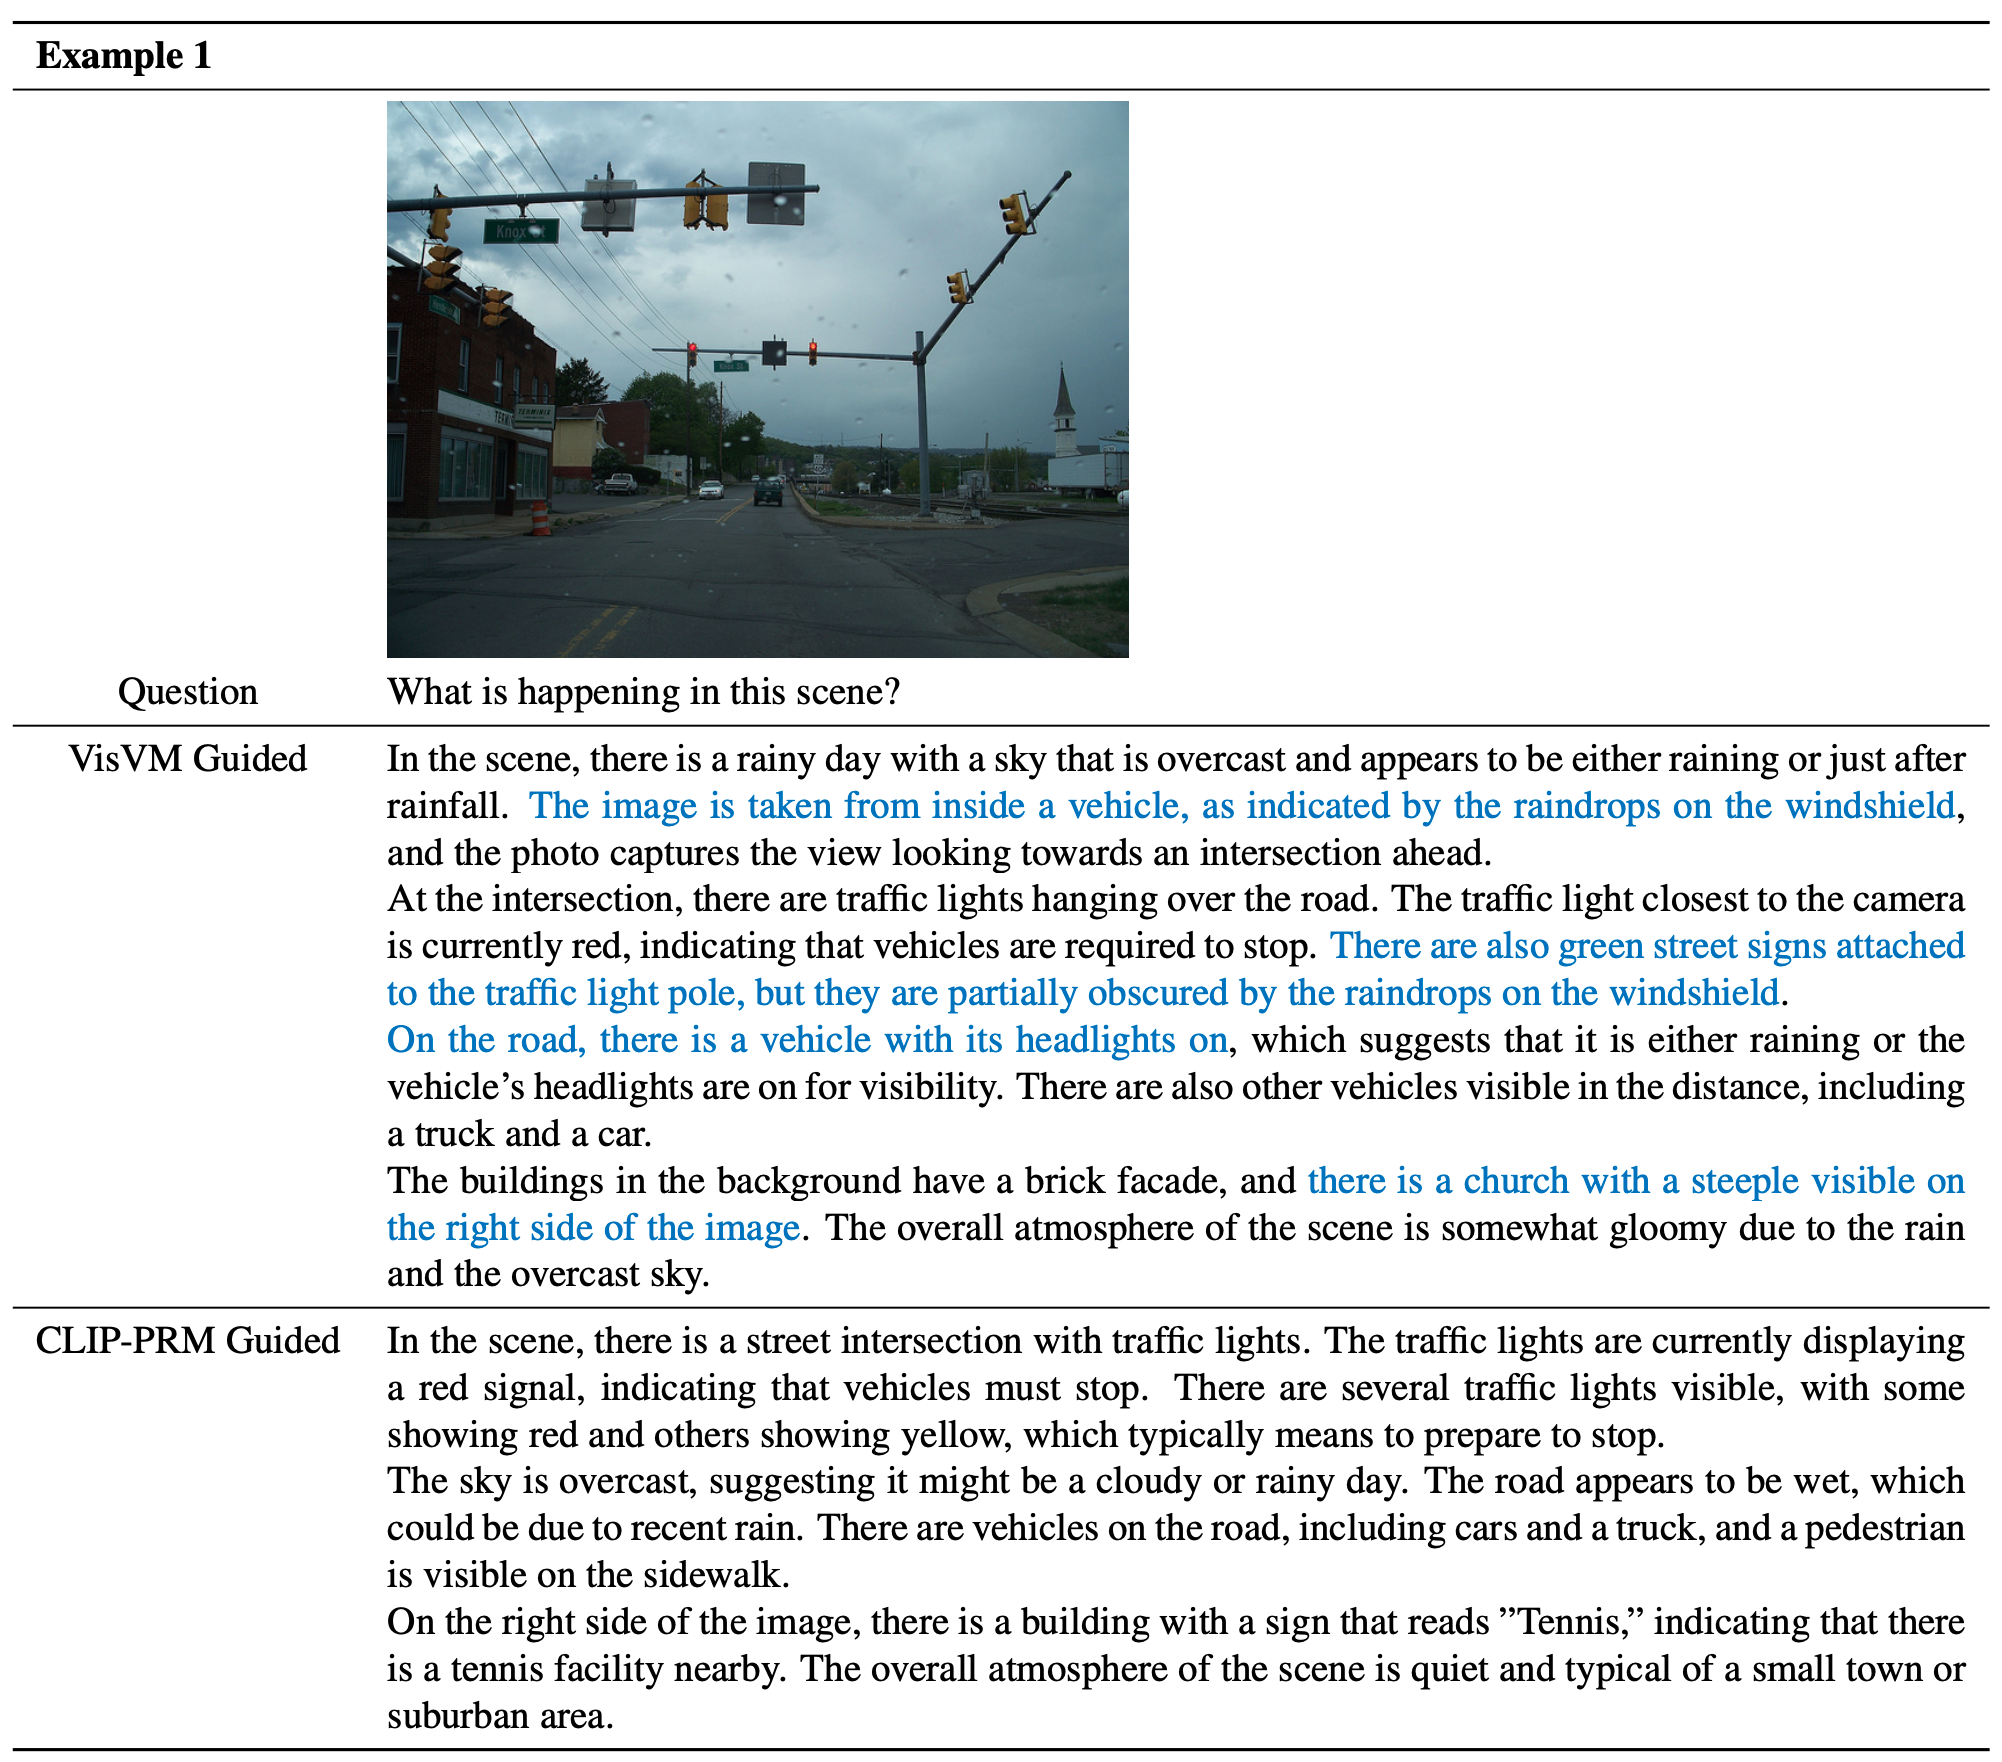 Example 1
Knox St
TERMINIX
TERMI
Knox St
Question What is happening in this scene?
VisVM Guided In the scene, there is a rainy day with a sky that is overcast and appears to be either raining or just after
rainfall. The image is taken from inside a vehicle, as indicated by the raindrops on the windshield,
and the photo captures the view looking towards an intersection ahead.
At the intersection, there are traffic lights hanging over the road. The traffic light closest to the camera
is currently red, indicating that vehicles are required to stop. There are also green street signs attached
to the traffic light pole, but they are partially obscured by the raindrops on the windshield.
On the road, there is a vehicle with its headlights on, which suggests that it is either raining or the
vehicle’s headlights are on for visibility. There are also other vehicles visible in the distance, including
a truck and a car.
The buildings in the background have a brick facade, and there is a church with a steeple visible on
the right side of the image. The overall atmosphere of the scene is somewhat gloomy due to the rain
and the overcast sky.
CLIP-PRM Guided In the scene, there is a street intersection with traffic lights. The traffic lights are currently displaying
a red signal, indicating that vehicles must stop. There are several traffic lights visible, with some
showing red and others showing yellow, which typically means to prepare to stop.
The sky is overcast, suggesting it might be a cloudy or rainy day. The road appears to be wet, which
could be due to recent rain. There are vehicles on the road, including cars and a truck, and a pedestrian
is visible on the sidewalk.
On the right side of the image, there is a building with a sign that reads ”Tennis,” indicating that there
is a tennis facility nearby. The overall atmosphere of the scene is quiet and typical of a small town or
suburban area.